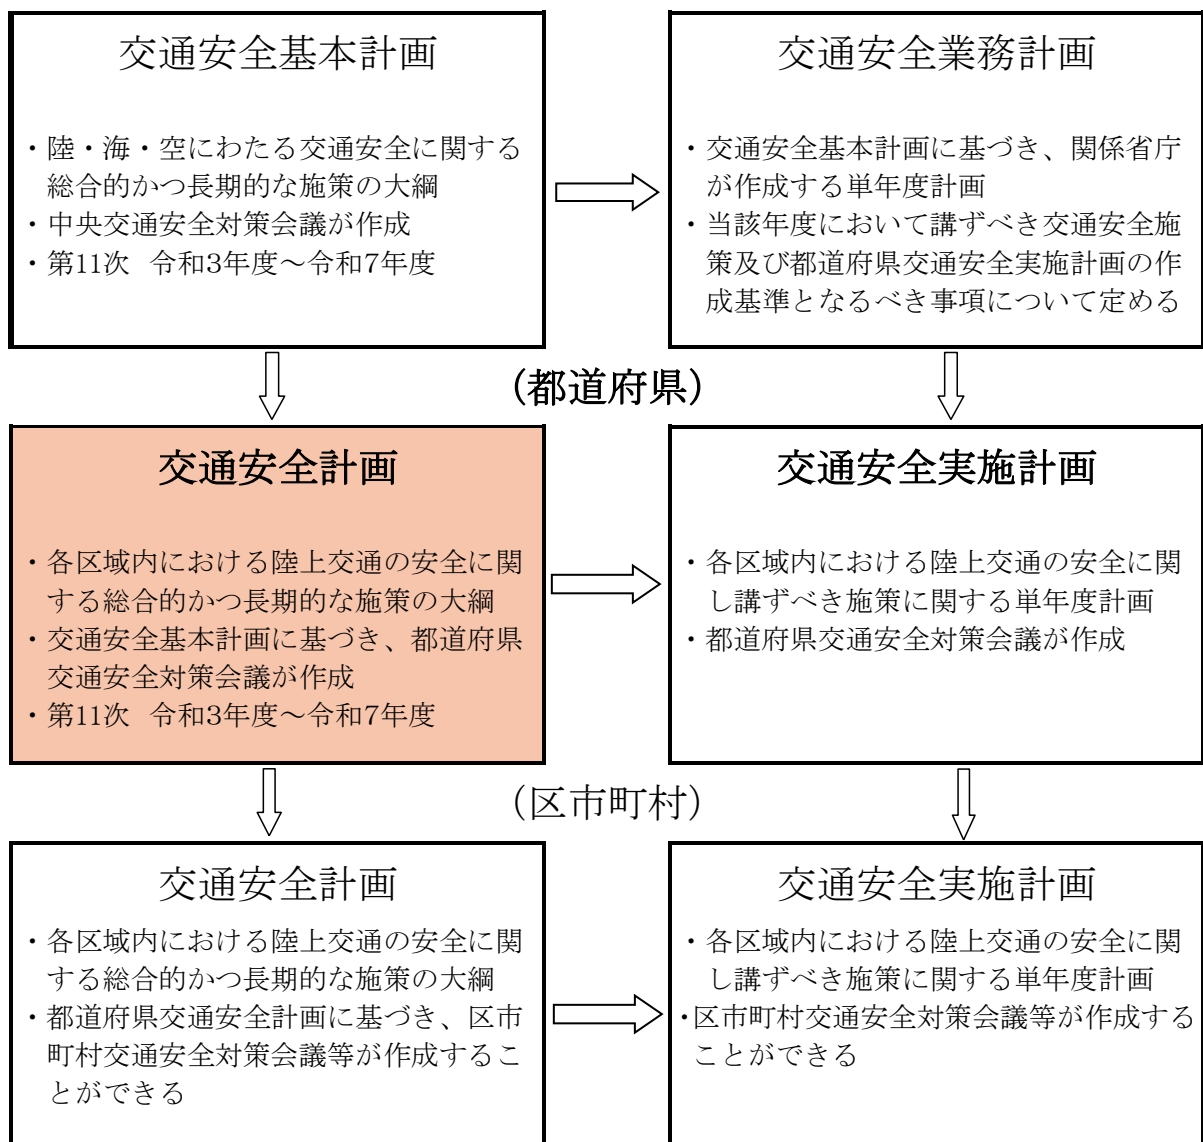 交通安全基本計画
・陸・海・空にわたる交通安全に関する
総合的かつ長期的な施策の大綱
・中央交通安全対策会議が作成
・第11次 令和3年度～令和7年度
交通安全業務計画
・交通安全基本計画に基づき、関係省庁
が作成する単年度計画
・当該年度において講ずべき交通安全施
策及び都道府県交通安全実施計画の作
成基準となるべき事項について定める
(都道府県)
交通安全計画
・各区域内における陸上交通の安全に関
する総合的かつ長期的な施策の大綱
・交通安全基本計画に基づき、都道府県
交通安全対策会議が作成
・第11次 令和3年度～令和7年度
交通安全実施計画
・各区域内における陸上交通の安全に関
し講ずべき施策に関する単年度計画
・都道府県交通安全対策会議が作成
(区市町村)
交通安全計画
・各区域内における陸上交通の安全に関
する総合的かつ長期的な施策の大綱
・都道府県交通安全計画に基づき、区市
町村交通安全対策会議等が作成するこ
とができる
交通安全実施計画
・各区域内における陸上交通の安全に関
し講ずべき施策に関する単年度計画
・区市町村交通安全対策会議等が作成する
ことができる